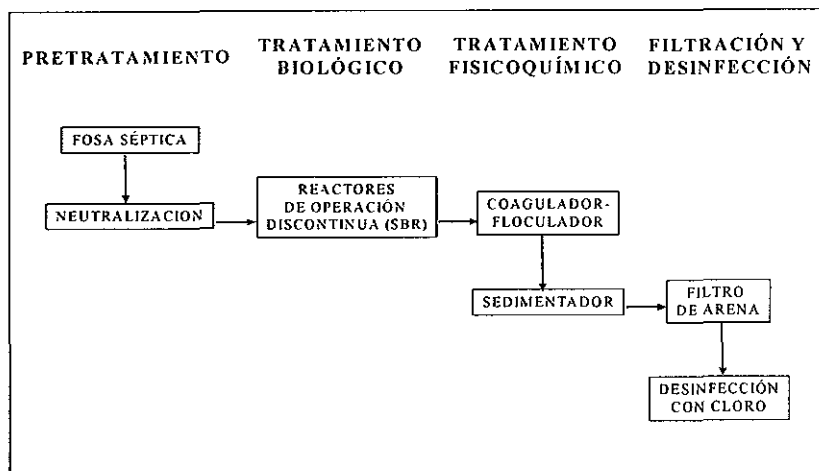 PRETRATAMIENTO
TRATAMIENTO
BIOLÓGICO
TRATAMIENTO
FISICOQUÍMICO
FILTRACIÓN Y
DESINFECCIÓN
FOSA SÉPTICA
NEUTRALIZACION
REACTORES
DE OPERACIÓN
DISCONTINUA (SBR)
COAGULADOR-
FLOCULADOR
SEDIMENTADOR
FILTRO
DE ARENA
DESINFECCIÓN
CON CLORO